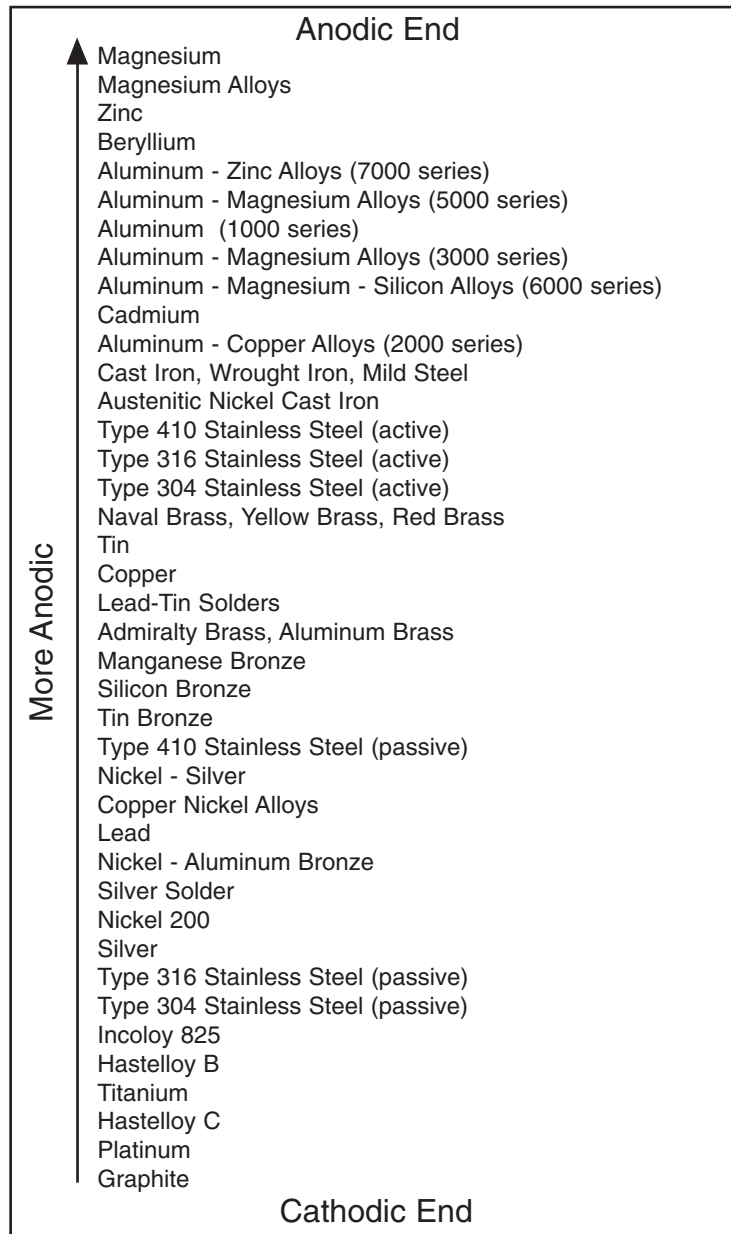 Anodic End
Magnesium
Magnesium Alloys
Zinc
Beryllium
Aluminum - Zinc Alloys (7000 series)
Aluminum - Magnesium Alloys (5000 series)
Aluminum (1000 series)
Aluminum - Magnesium Alloys (3000 series)
Aluminum - Magnesium - Silicon Alloys (6000 series)
Cadmium
Aluminum - Copper Alloys (2000 series)
Cast Iron, Wrought Iron, Mild Steel
Austenitic Nickel Cast Iron
Type 410 Stainless Steel (active)
Type 316 Stainless Steel (active)
Type 304 Stainless Steel (active)
Naval Brass, Yellow Brass, Red Brass
Tin
Copper
Lead-Tin Solders
Admiralty Brass, Aluminum Brass
Manganese Bronze
Silicon Bronze
Tin Bronze
Type 410 Stainless Steel (passive)
Nickel - Silver
Copper Nickel Alloys
Lead
Nickel - Aluminum Bronze
Silver Solder
Nickel 200
Silver
Type 316 Stainless Steel (passive)
Type 304 Stainless Steel (passive)
Incoloy 825
Hastelloy B
Titanium
Hastelloy C
Platinum
Graphite
Cathodic End
More Anodic